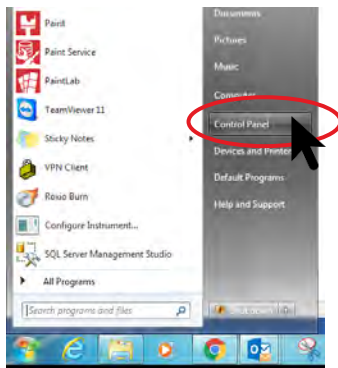 Paint
Paint Service
PaintLab
TeamViewer 11
Sticky Notes
VPN Client
Roxio Burn
Configure Instrument...
SQL Server Management Studio
All Programs
Search programs and files
Documents
Pictures
Music
Computer
Control Panel
Devices and Printers
Default Programs
Help and Support